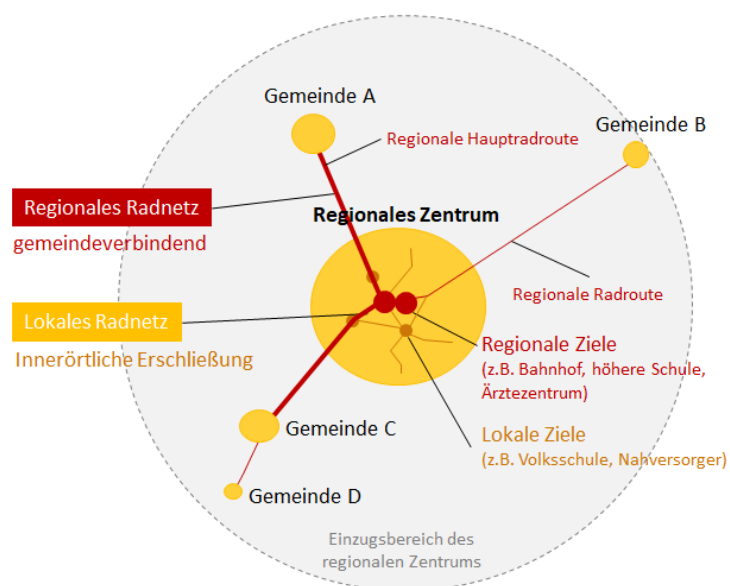 Gemeinde A
Gemeinde B
Regionale Hauptradroute
Regionales Radnetz
gemeindeverbindend
Regionales Zentrum
Regionale Radroute
Lokales Radnetz
Innerörtliche Erschließung
Regionale Ziele
(z.B. Bahnhof, höhere Schule,
Ärztezentrum)
Gemeinde C
Lokale Ziele
(z.B. Volksschule, Nahversorger)
Gemeinde D
Einzugsbereich des
regionalen Zentrums